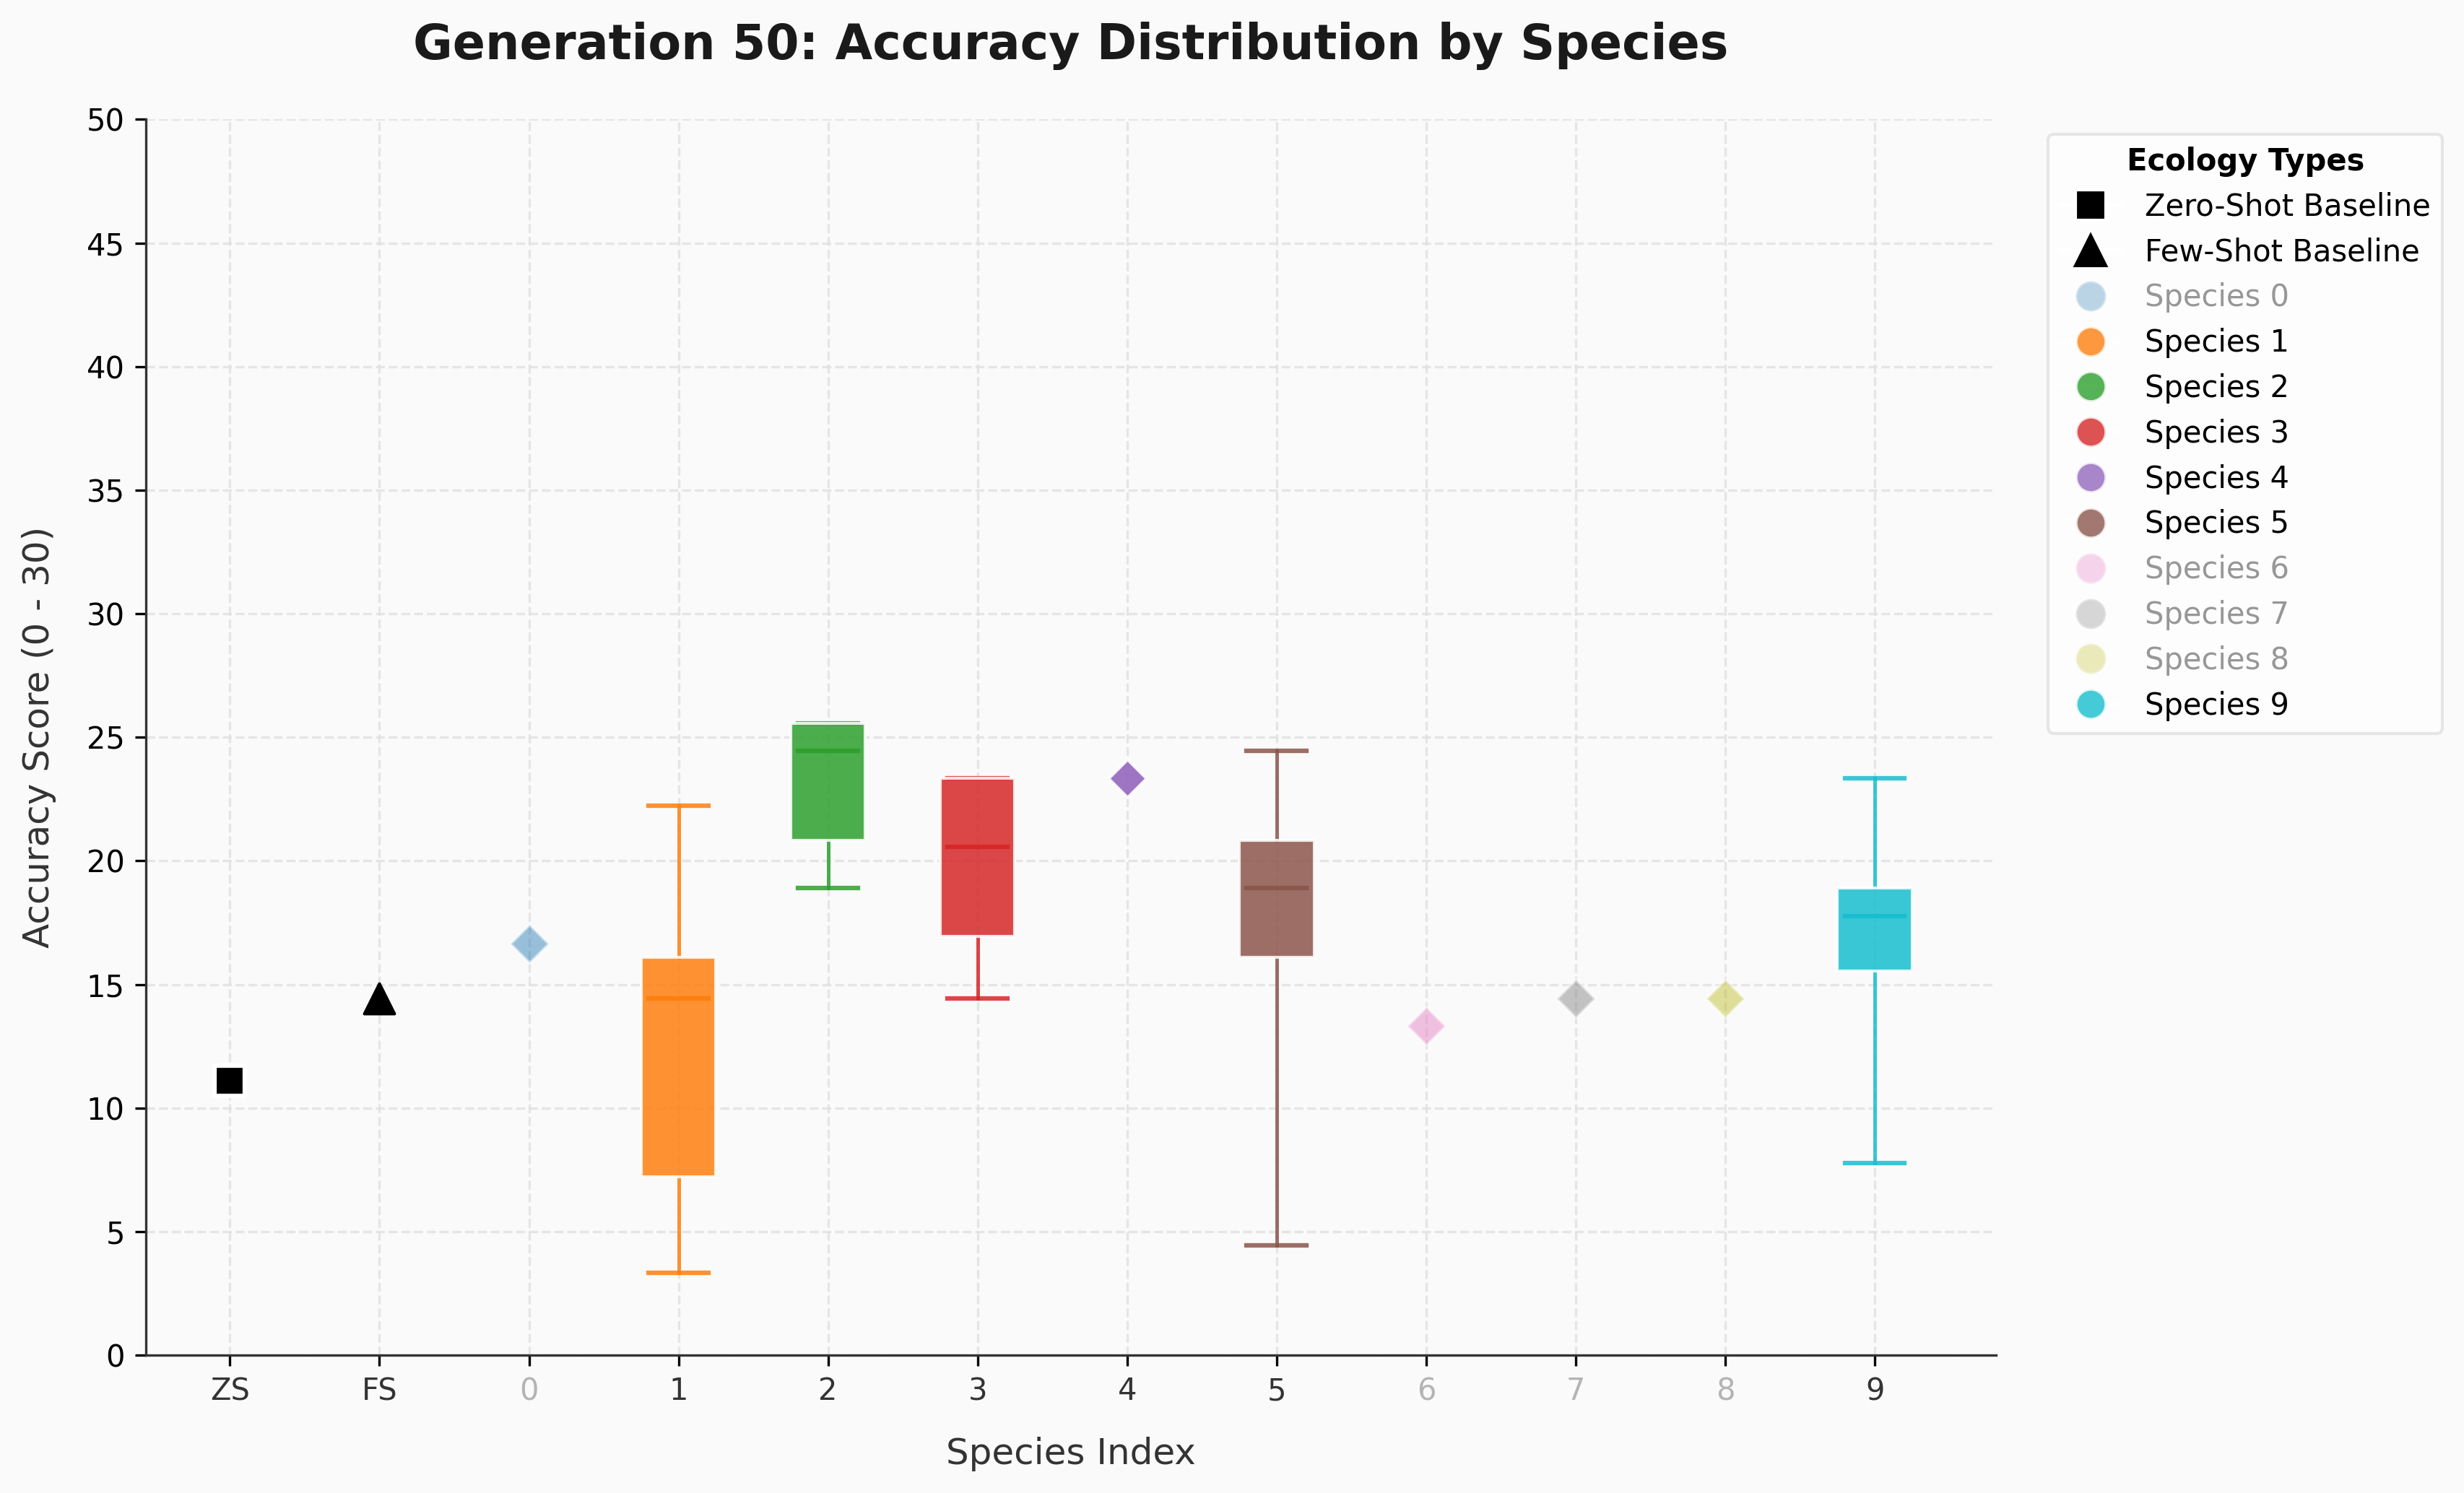 Generation 50: Accuracy Distribution by Species
50
45
40
35
30
25
20
15
10
5
0
Accuracy Score (0 - 30)
ZS FS 0 1 2 3 4 5 6 7 8 9
Species Index
Ecology Types
Zero-Shot Baseline
Few-Shot Baseline
Species 0
Species 1
Species 2
Species 3
Species 4
Species 5
Species 6
Species 7
Species 8
Species 9